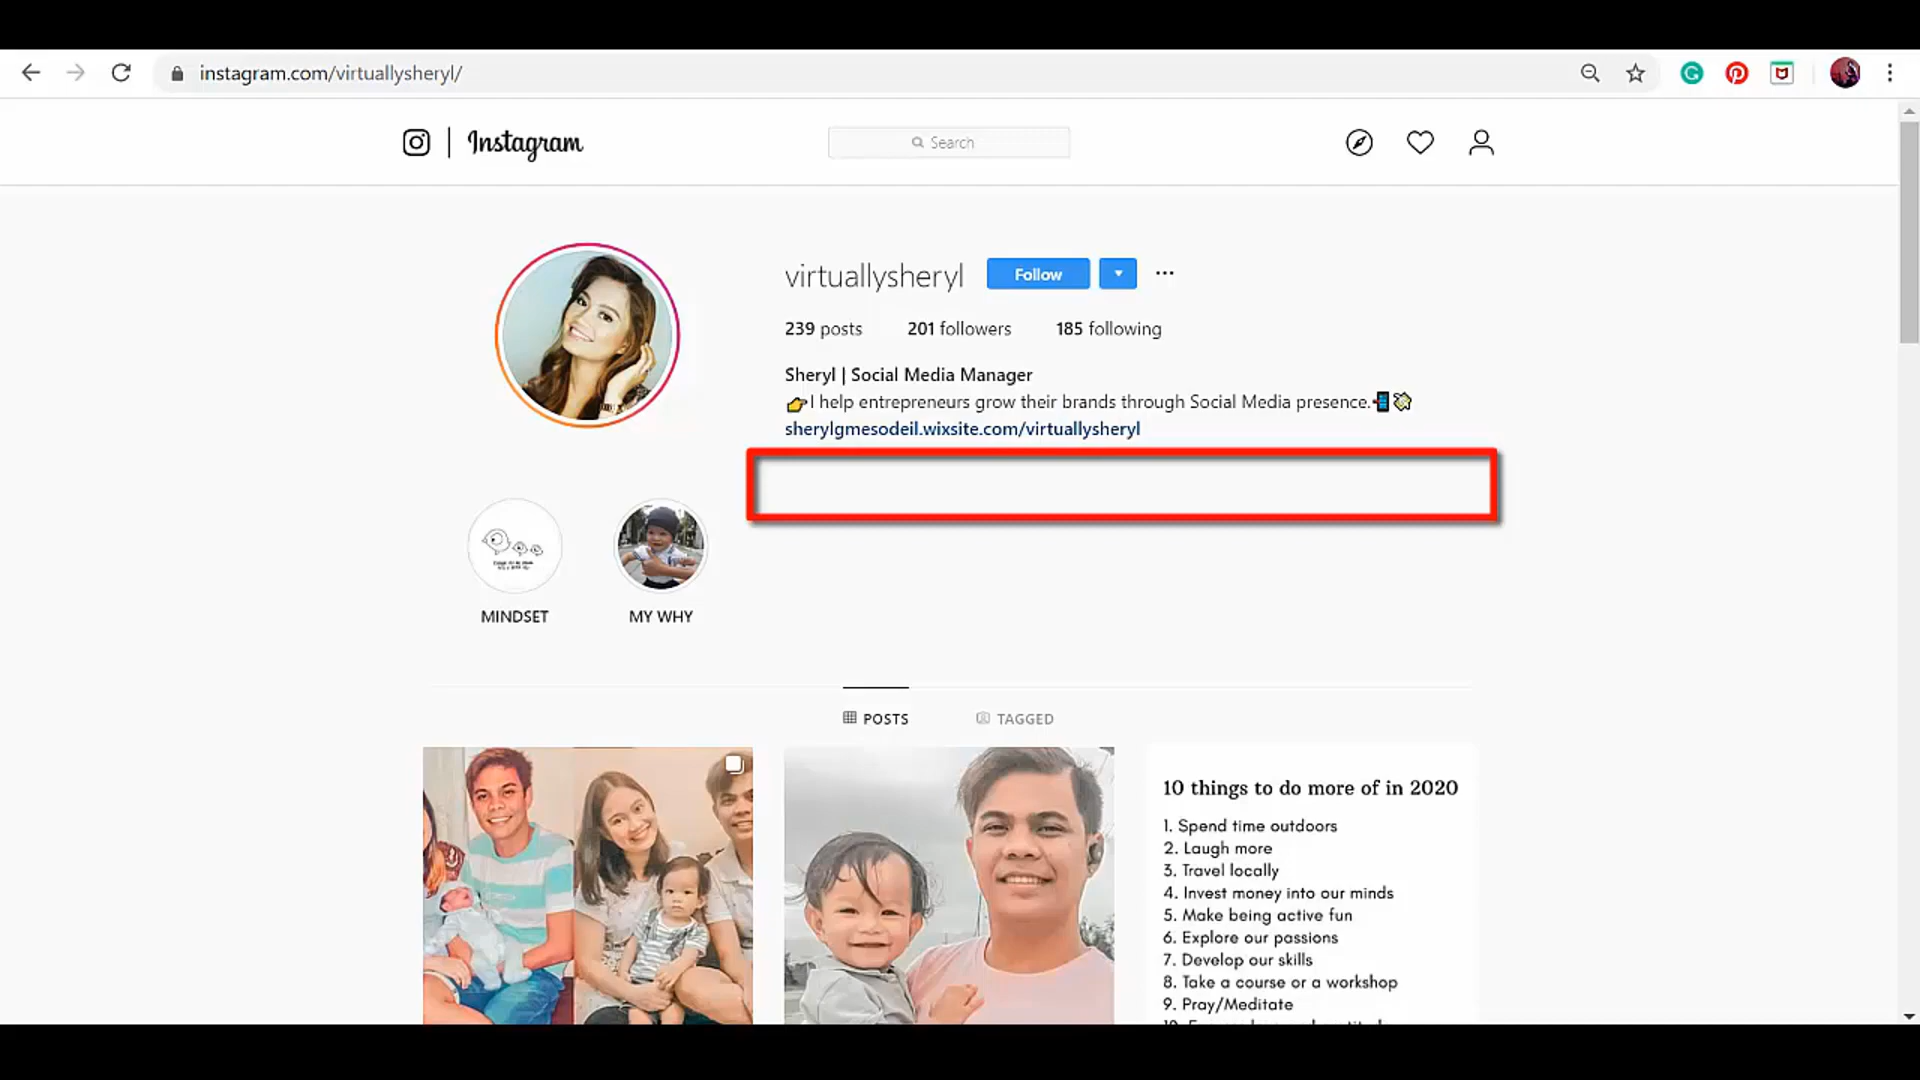 instagram.com/virtuallysheryl/
Instagram
Search
virtuallysheryl
Follow
239 posts 201 followers 185 following
Sheryl | Social Media Manager
👉I help entrepreneurs grow their brands through Social Media presence.📲💸
sherylgmesodeil.wixsite.com/virtuallysheryl
MINDSET
MY WHY
POSTS
TAGGED
10 things to do more of in 2020
1. Spend time outdoors
2. Laugh more
3. Travel locally
4. Invest money into our minds
5. Make being active fun
6. Explore our passions
7. Develop our skills
8. Take a course or a workshop
9. Pray/Meditate